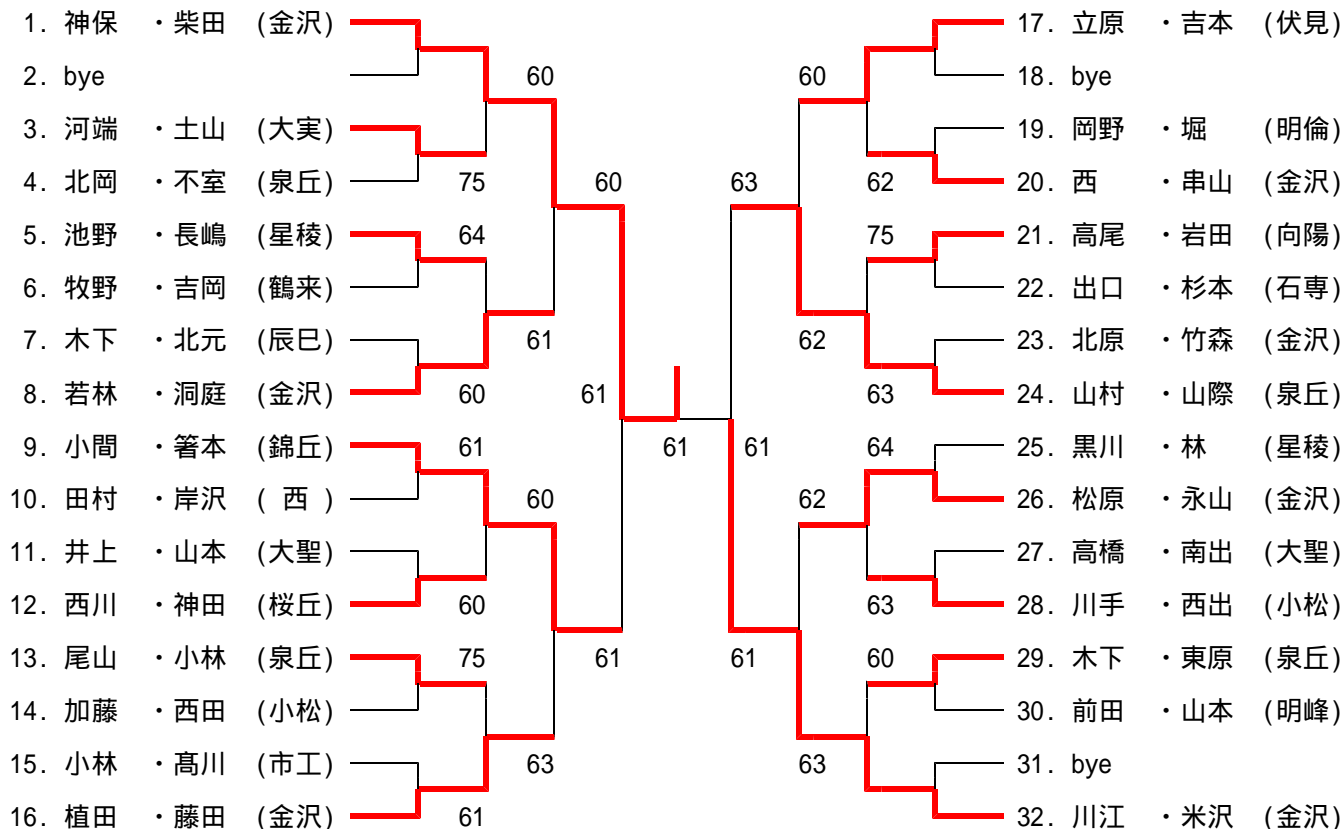 1. 神保 ・柴田 (金沢)
2. bye
60
3. 河端 ・土山 (大実)
4. 北岡 ・不室 (泉丘)
75
60
5. 池野 ・長嶋 (星稜)
64
6. 牧野 ・吉岡 (鶴来)
7. 木下 ・北元 (辰巳)
61
8. 若林 ・洞庭 (金沢)
60
61
9. 小間 ・箸本 (錦丘)
61
10. 田村 ・岸沢 ( 西 )
60
11. 井上 ・山本 (大聖)
12. 西川 ・神田 (桜丘)
60
13. 尾山 ・小林 (泉丘)
75
61
14. 加藤 ・西田 (小松)
15. 小林 ・髙川 (市工)
63
16. 植田 ・藤田 (金沢)
61
61
17. 立原 ・吉本 (伏見)
60
18. bye
19. 岡野 ・堀 (明倫)
63
62
20. 西 ・串山 (金沢)
75
21. 高尾 ・岩田 (向陽)
22. 出口 ・杉本 (石専)
62
23. 北原 ・竹森 (金沢)
63
24. 山村 ・山際 (泉丘)
61
64
25. 黒川 ・林 (星稜)
62
26. 松原 ・永山 (金沢)
27. 高橋 ・南出 (大聖)
63
28. 川手 ・西出 (小松)
61
60
29. 木下 ・東原 (泉丘)
30. 前田 ・山本 (明峰)
63
31. bye
32. 川江 ・米沢 (金沢)